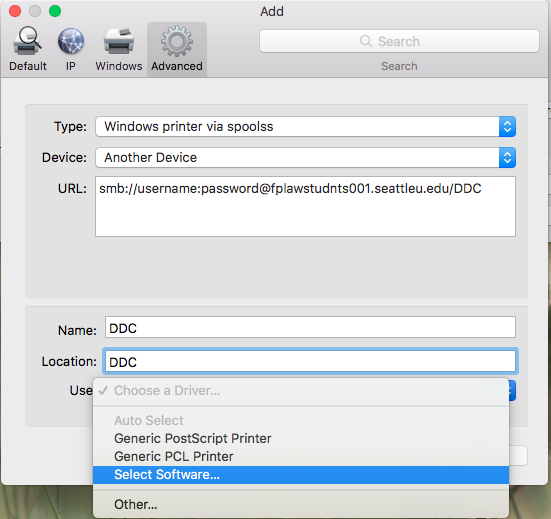 Add
Default IP Windows Advanced
Search
Search
Type: Windows printer via spoolss
Device: Another Device
URL: smb://username:password@fplawstudnts001.seattleu.edu/DDC
Name: DDC
Location: DDC
Use ✓ Choose a Driver...
Auto Select
Generic PostScript Printer
Generic PCL Printer
Select Software...
Other...